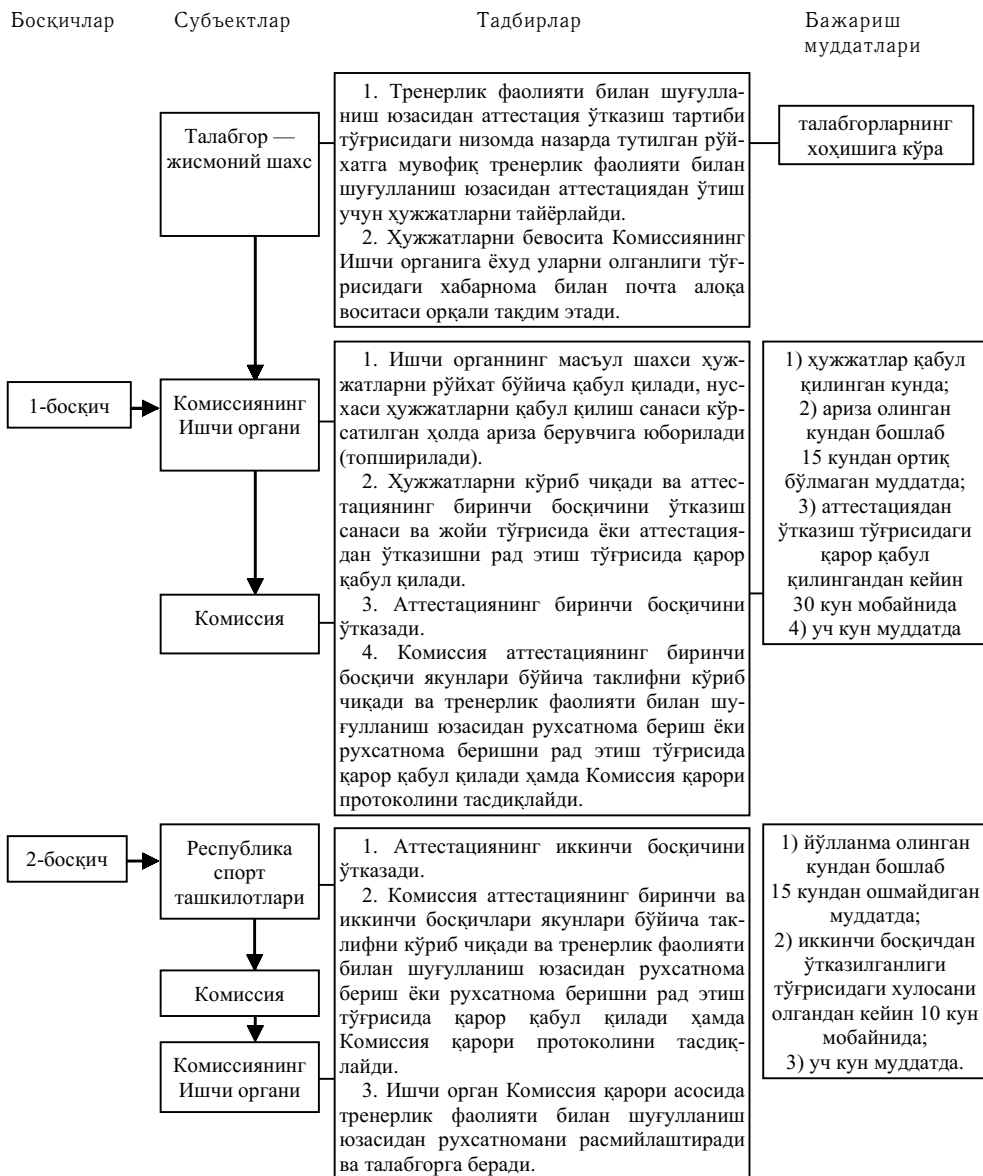 Босқичлар
Субъектлар
Тадбирлар
Бажариш
муддатлари
Талабгор —
жисмоний шахс
1. Тренерлик фаолияти билан шуғулла-
ниш юзасидан аттестация ўтказиш тартиби
тўғрисидаги низомда назарда тутилган рўй-
хатга мувофиқ тренерлик фаолияти билан
шуғулланиш юзасидан аттестациядан ўтиш
учун ҳужжатларни тайёрлайди.
2. Ҳужжатларни бевосита Комиссиянинг
Ишчи органига ёхуд уларни олганлиги тўғ-
рисидаги хабарнома билан почта алоқа
воситаси орқали тақдим этади.
талабгорларнинг
хоҳишига кўра
1-босқич
Комиссиянинг
Ишчи органи
Комиссия
1. Ишчи органнинг масъул шахси ҳуж-
жатларни рўйхат бўйича қабул қилади, нус-
хаси ҳужжатларни қабул қилиш санаси кўр-
сатилган ҳолда ариза берувчига юборилади
(топширилади).
2. Ҳужжатларни кўриб чиқади ва аттес-
тациянинг биринчи босқичини ўтказиш
санаси ва жойи тўғрисида ёки аттестация-
дан ўтказишни рад этиш тўғрисида қарор
қабул қилади.
3. Аттестациянинг биринчи босқичини
ўтказади.
4. Комиссия аттестациянинг биринчи
босқичи якунлари бўйича таклифни кўриб
чиқади ва тренерлик фаолияти билан шу-
ғулланиш юзасидан рухсатнома бериш ёки
рухсатнома беришни рад этиш тўғрисида
қарор қабул қилади ҳамда Комиссия қарори
протоколини тасдиқлайди.
1) ҳужжатлар қабул
қилинган кунда;
2) ариза олинган
кундан бошлаб
15 кундан ортиқ
бўлмаган муддатда;
3) аттестациядан
ўтказиш тўғрисидаги
қарор қабул
қилингандан кейин
30 кун мобайнида
4) уч кун муддатда
2-босқич
Республика
спорт
ташкилотлари
Комиссия
Комиссиянинг
Ишчи органи
1. Аттестациянинг иккинчи босқичини
ўтказади.
2. Комиссия аттестациянинг биринчи ва
иккинчи босқичлари якунлари бўйича так-
лифни кўриб чиқади ва тренерлик фаолияти
билан шуғулланиш юзасидан рухсатнома
бериш ёки рухсатнома беришни рад этиш
тўғрисида қарор қабул қилади ҳамда
Комиссия қарори протоколини тасдиқ-
лайди.
3. Ишчи орган Комиссия қарори асосида
тренерлик фаолияти билан шуғулланиш
юзасидан рухсатномани расмийлаштиради
ва талабгорга беради.
1) йўлланма олинган
кундан бошлаб
15 кундан ошмайдиган
муддатда;
2) иккинчи босқичдан
ўтказилганлиги
тўғрисидаги хулосани
олгандан кейин 10 кун
мобайнида;
3) уч кун муддатда.